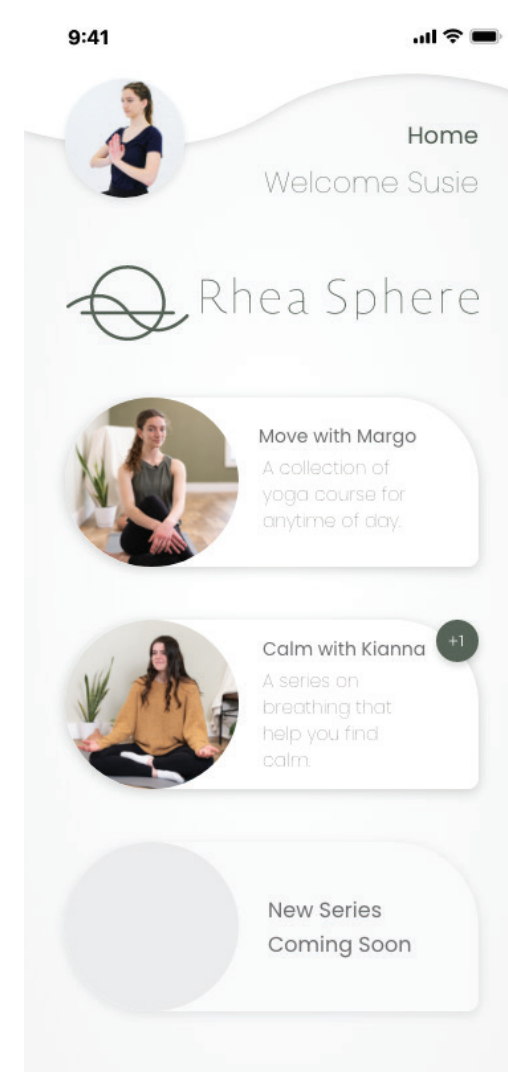 9:41
Home
Welcome Susie
Rhea Sphere
Move with Margo
A collection of
yoga course for
anytime of day.
Calm with Kianna
+1
A series on
breathing that
help you find
calm.
New Series
Coming Soon